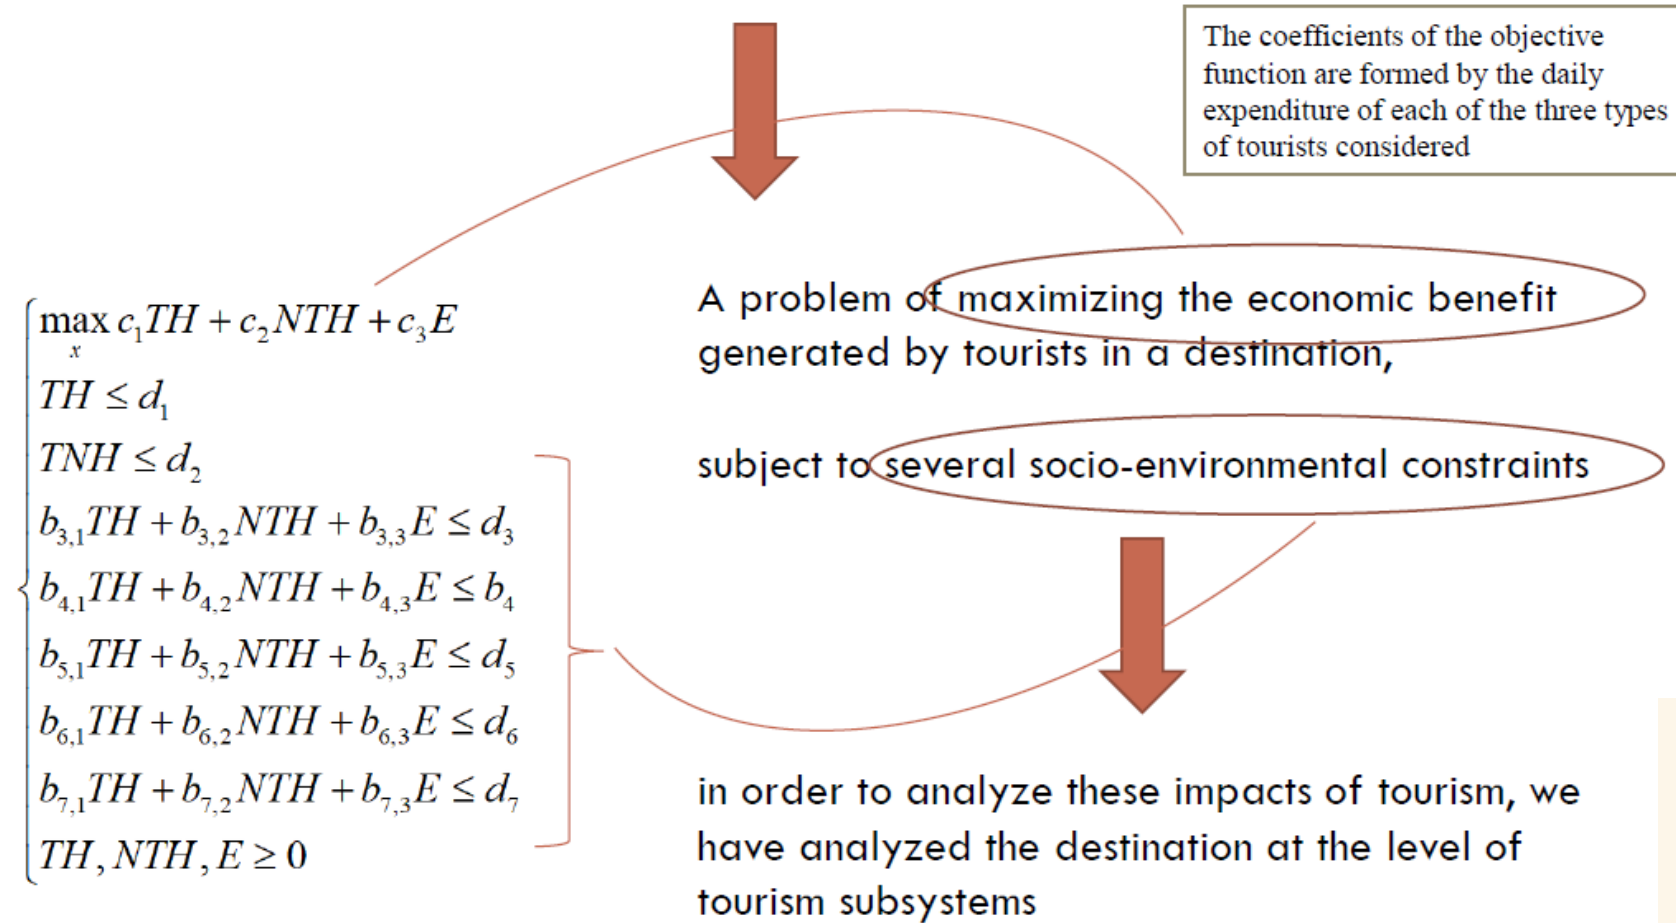 The coefficients of the objective
function are formed by the daily
expenditure of each of the three types
of tourists considered
max c₁TH + c₂NTH + c₃E
x
TH ≤ d₁
TNH ≤ d₂
b₃,₁TH + b₃,₂NTH + b₃,₃E ≤ d₃
b₄,₁TH + b₄,₂NTH + b₄,₃E ≤ b₄
b₅,₁TH + b₅,₂NTH + b₅,₃E ≤ d₅
b₆,₁TH + b₆,₂NTH + b₆,₃E ≤ d₆
b₇,₁TH + b₇,₂NTH + b₇,₃E ≤ d₇
TH, NTH, E ≥ 0
A problem of maximizing the economic benefit
generated by tourists in a destination,
subject to several socio-environmental constraints
in order to analyze these impacts of tourism, we
have analyzed the destination at the level of
tourism subsystems